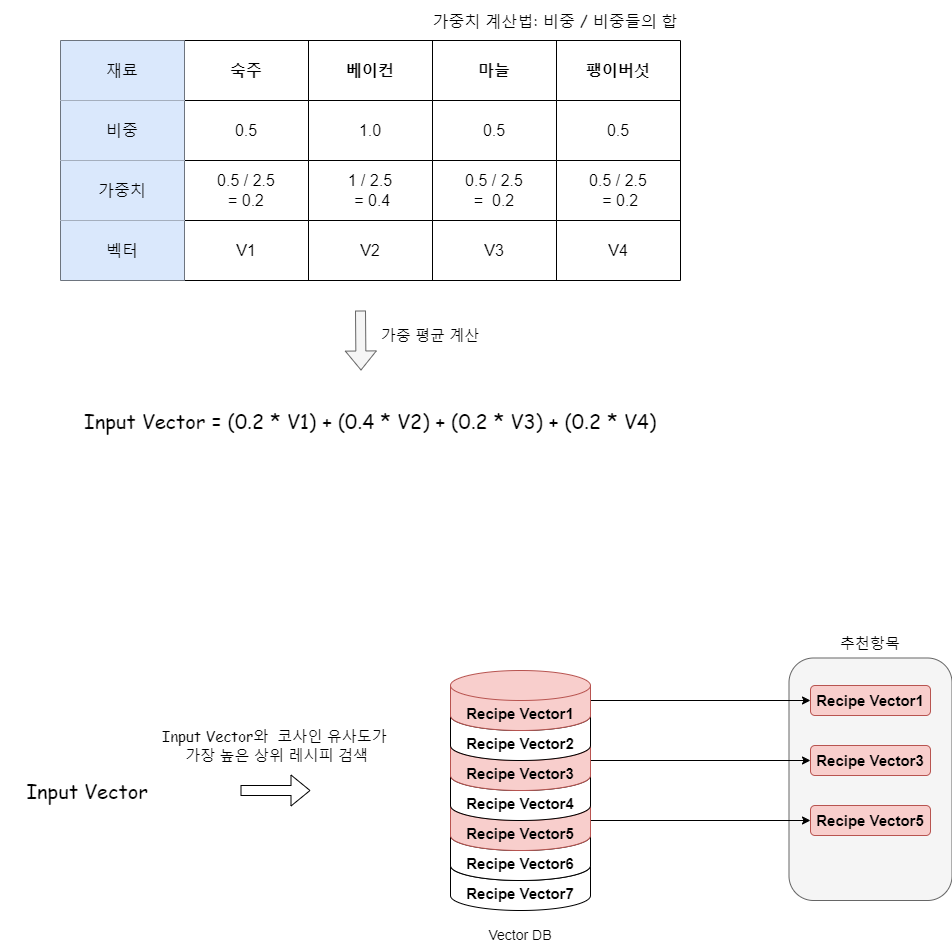 가중치 계산법: 비중 / 비중들의 합
재료 숙주 베이컨 마늘 팽이버섯
비중 0.5 1.0 0.5 0.5
가중치 0.5 / 2.5 = 0.2 1 / 2.5 = 0.4 0.5 / 2.5 = 0.2 0.5 / 2.5 = 0.2
벡터 V1 V2 V3 V4
가중 평균 계산
Input Vector = (0.2 * V1) + (0.4 * V2) + (0.2 * V3) + (0.2 * V4)
Input Vector와 코사인 유사도가
가장 높은 상위 레시피 검색
Input Vector
Recipe Vector1
Recipe Vector2
Recipe Vector3
Recipe Vector4
Recipe Vector5
Recipe Vector6
Recipe Vector7
Vector DB
추천항목
Recipe Vector1
Recipe Vector3
Recipe Vector5